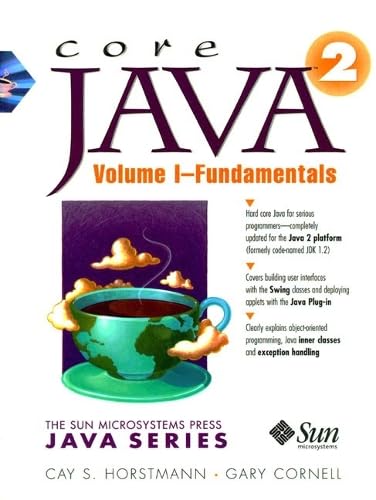 core
JAVA™ 2
Volume I–Fundamentals
Hard core Java for serious
programmers—completely
updated for the Java 2 platform
(formerly code-named JDK 1.2)
Covers building user interfaces
with the Swing classes and deploying
applets with the Java Plug-in
Clearly explains object-oriented
programming, Java inner classes
and exception handling
THE SUN MICROSYSTEMS PRESS
JAVA SERIES
Sun
microsystems
CAY S. HORSTMANN · GARY CORNELL